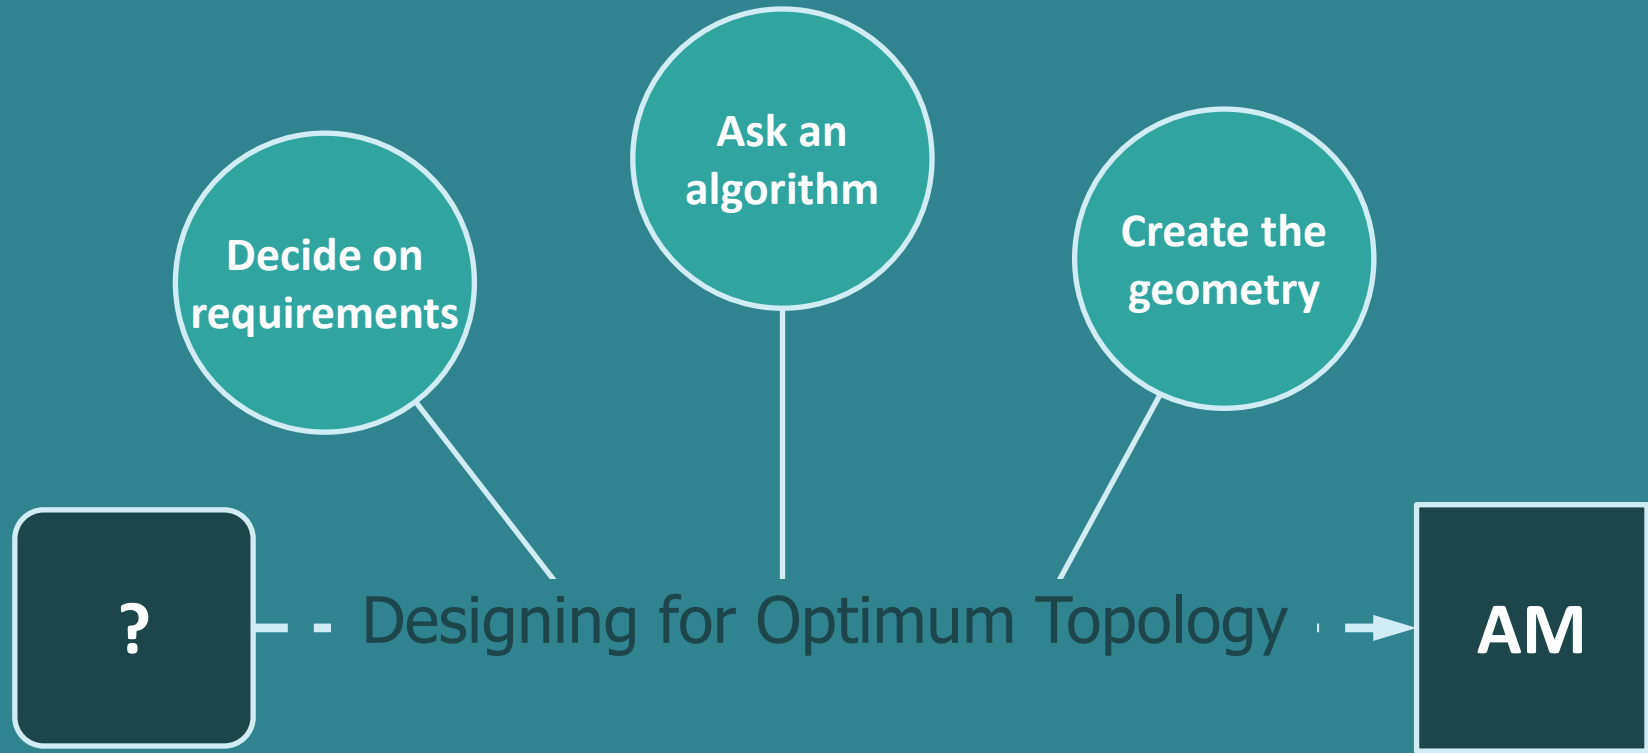 Ask an
algorithm
Decide on
requirements
Create the
geometry
?
Designing for Optimum Topology
AM